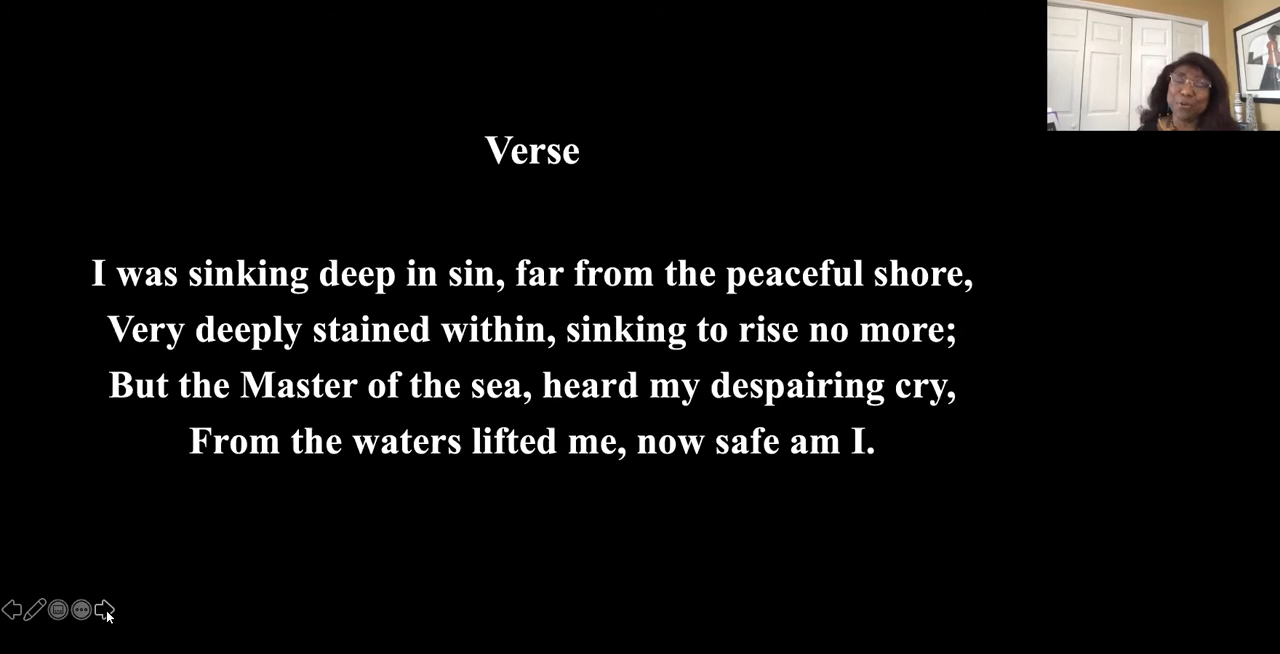 Verse
I was sinking deep in sin, far from the peaceful shore,
Very deeply stained within, sinking to rise no more;
But the Master of the sea, heard my despairing cry,
From the waters lifted me, now safe am I.